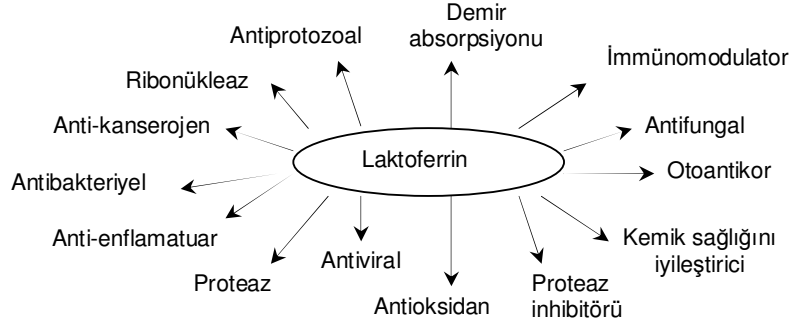 Demir
absorpsiyonu
Antiprotozoal
İmmünomodulator
Ribonükleaz
Anti-kanserojen
Antifungal
Laktoferrin
Otoantikor
Antibakteriyel
Anti-enflamatuar
Kemik sağlığını
iyileştirici
Antiviral
Proteaz
Proteaz
inhibitörü
Antioksidan